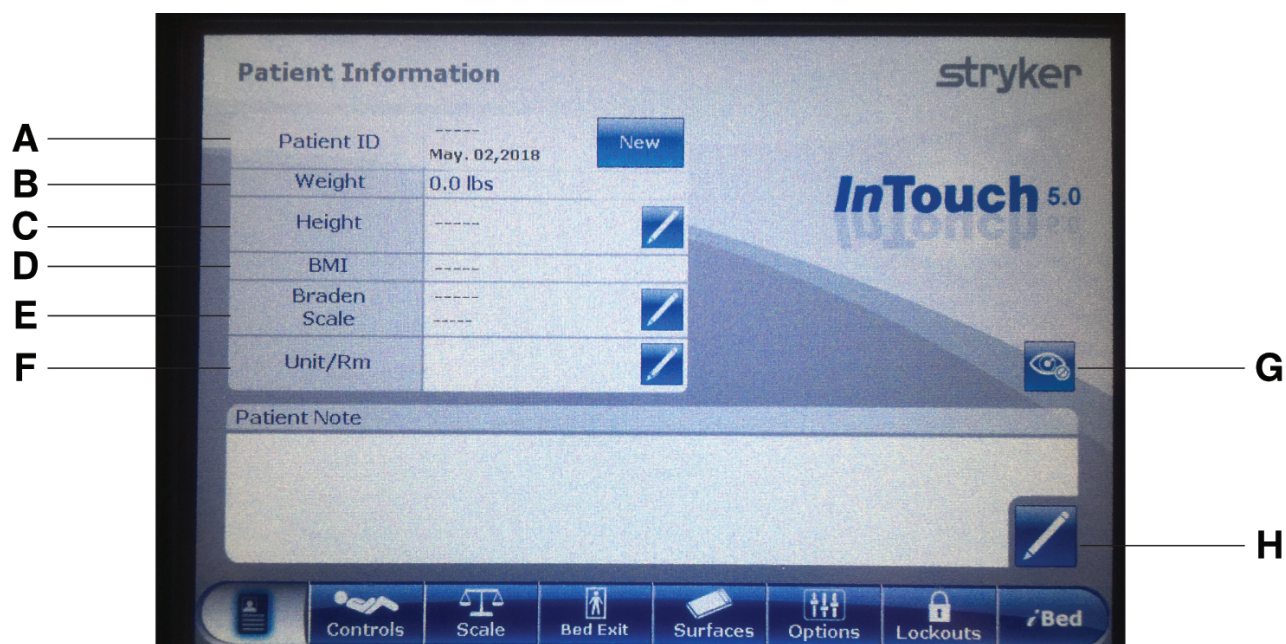 Patient Information
stryker
A
Patient ID
-----
May. 02,2018
New
B
Weight
0.0 lbs
InTouch 5.0
C
Height
-----
D
BMI
-----
E
Braden
Scale
-----
-----
F
Unit/Rm
G
Patient Note
H
Controls
Scale
Bed Exit
Surfaces
Options
Lockouts
iBed